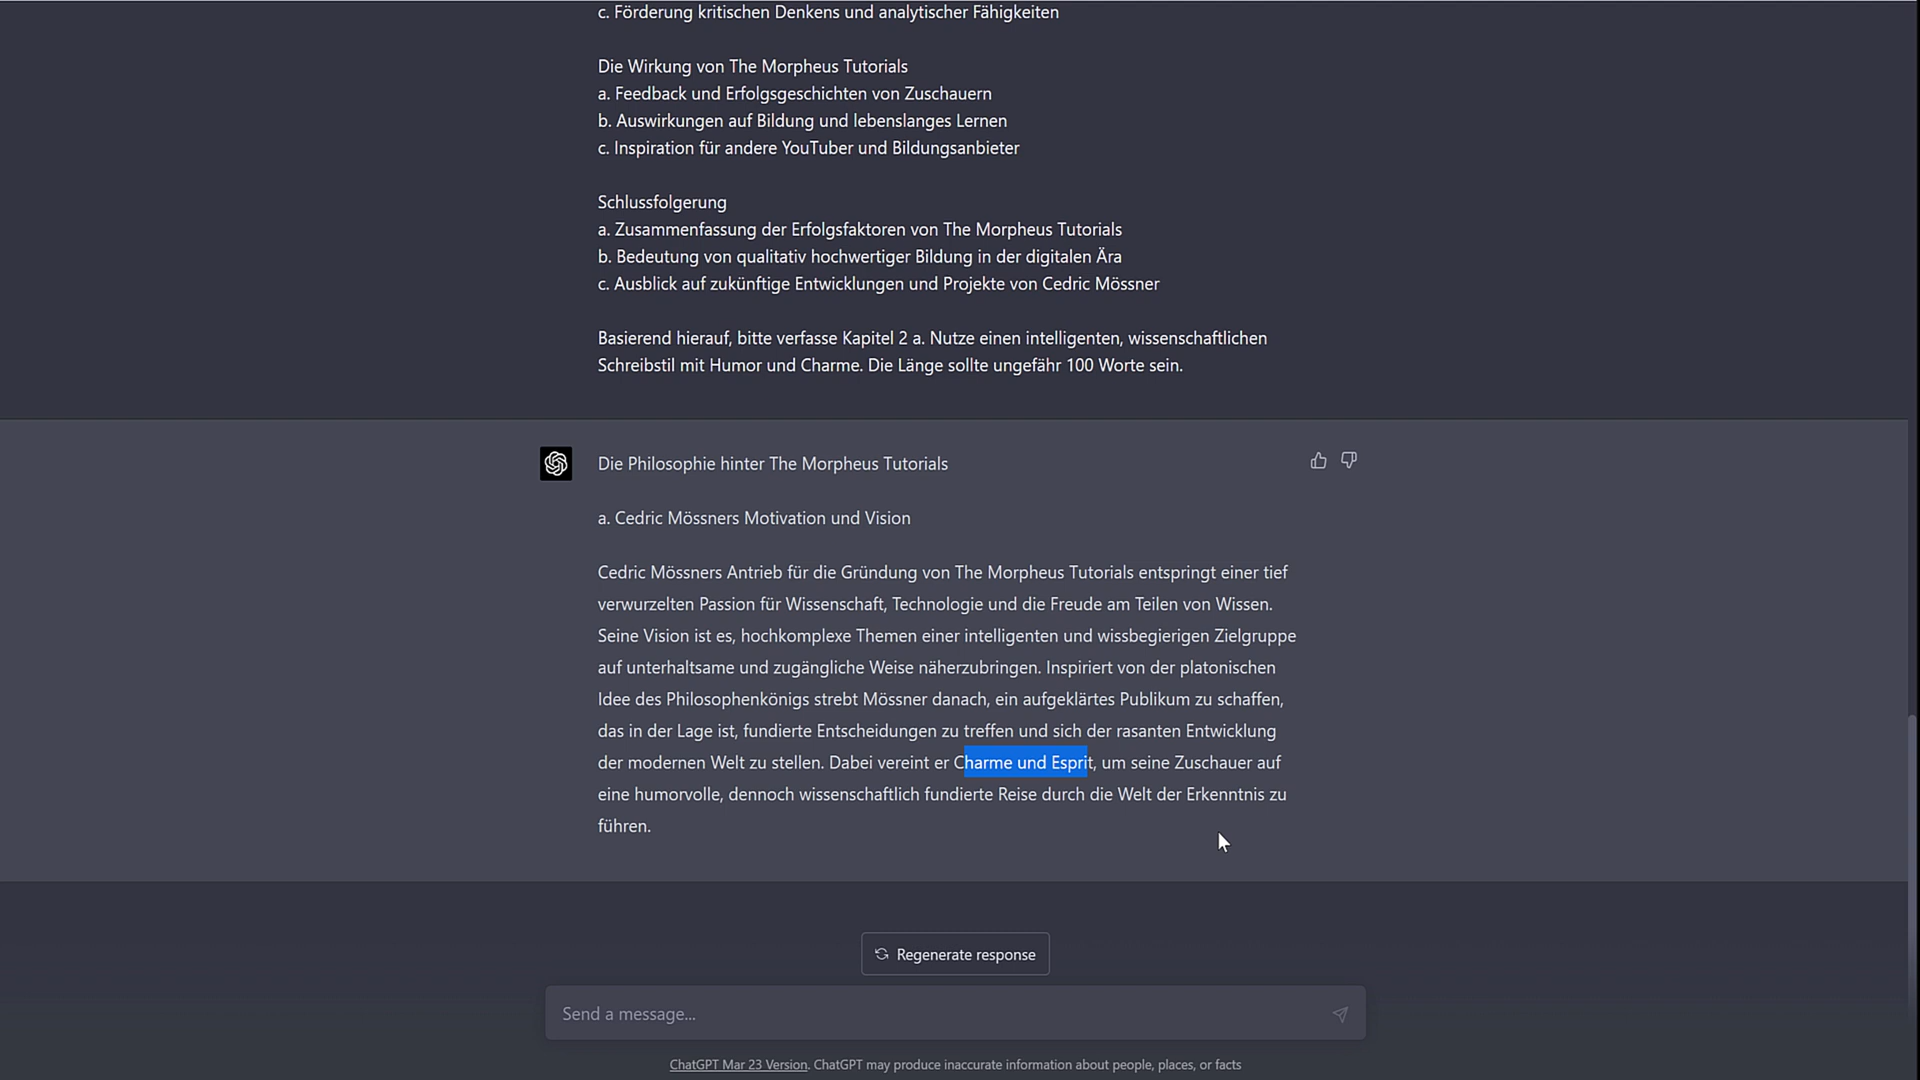 c. Förderung kritischen Denkens und analytischer Fähigkeiten
Die Wirkung von The Morpheus Tutorials
a. Feedback und Erfolgsgeschichten von Zuschauern
b. Auswirkungen auf Bildung und lebenslanges Lernen
c. Inspiration für andere YouTuber und Bildungsanbieter
Schlussfolgerung
a. Zusammenfassung der Erfolgsfaktoren von The Morpheus Tutorials
b. Bedeutung von qualitativ hochwertiger Bildung in der digitalen Ära
c. Ausblick auf zukünftige Entwicklungen und Projekte von Cedric Mössner
Basierend hierauf, bitte verfasse Kapitel 2 a. Nutze einen intelligenten, wissenschaftlichen
Schreibstil mit Humor und Charme. Die Länge sollte ungefähr 100 Worte sein.
Die Philosophie hinter The Morpheus Tutorials
a. Cedric Mössners Motivation und Vision
Cedric Mössners Antrieb für die Gründung von The Morpheus Tutorials entspringt einer tief
verwurzelten Passion für Wissenschaft, Technologie und die Freude am Teilen von Wissen.
Seine Vision ist es, hochkomplexe Themen einer intelligenten und wissbegierigen Zielgruppe
auf unterhaltsame und zugängliche Weise näherzubringen. Inspiriert von der platonischen
Idee des Philosophenkönigs strebt Mössner danach, ein aufgeklärtes Publikum zu schaffen,
das in der Lage ist, fundierte Entscheidungen zu treffen und sich der rasanten Entwicklung
der modernen Welt zu stellen. Dabei vereint er Charme und Esprit, um seine Zuschauer auf
eine humorvolle, dennoch wissenschaftlich fundierte Reise durch die Welt der Erkenntnis zu
führen.
Regenerate response
Send a message...
ChatGPT Mar 23 Version. ChatGPT may produce inaccurate information about people, places, or facts